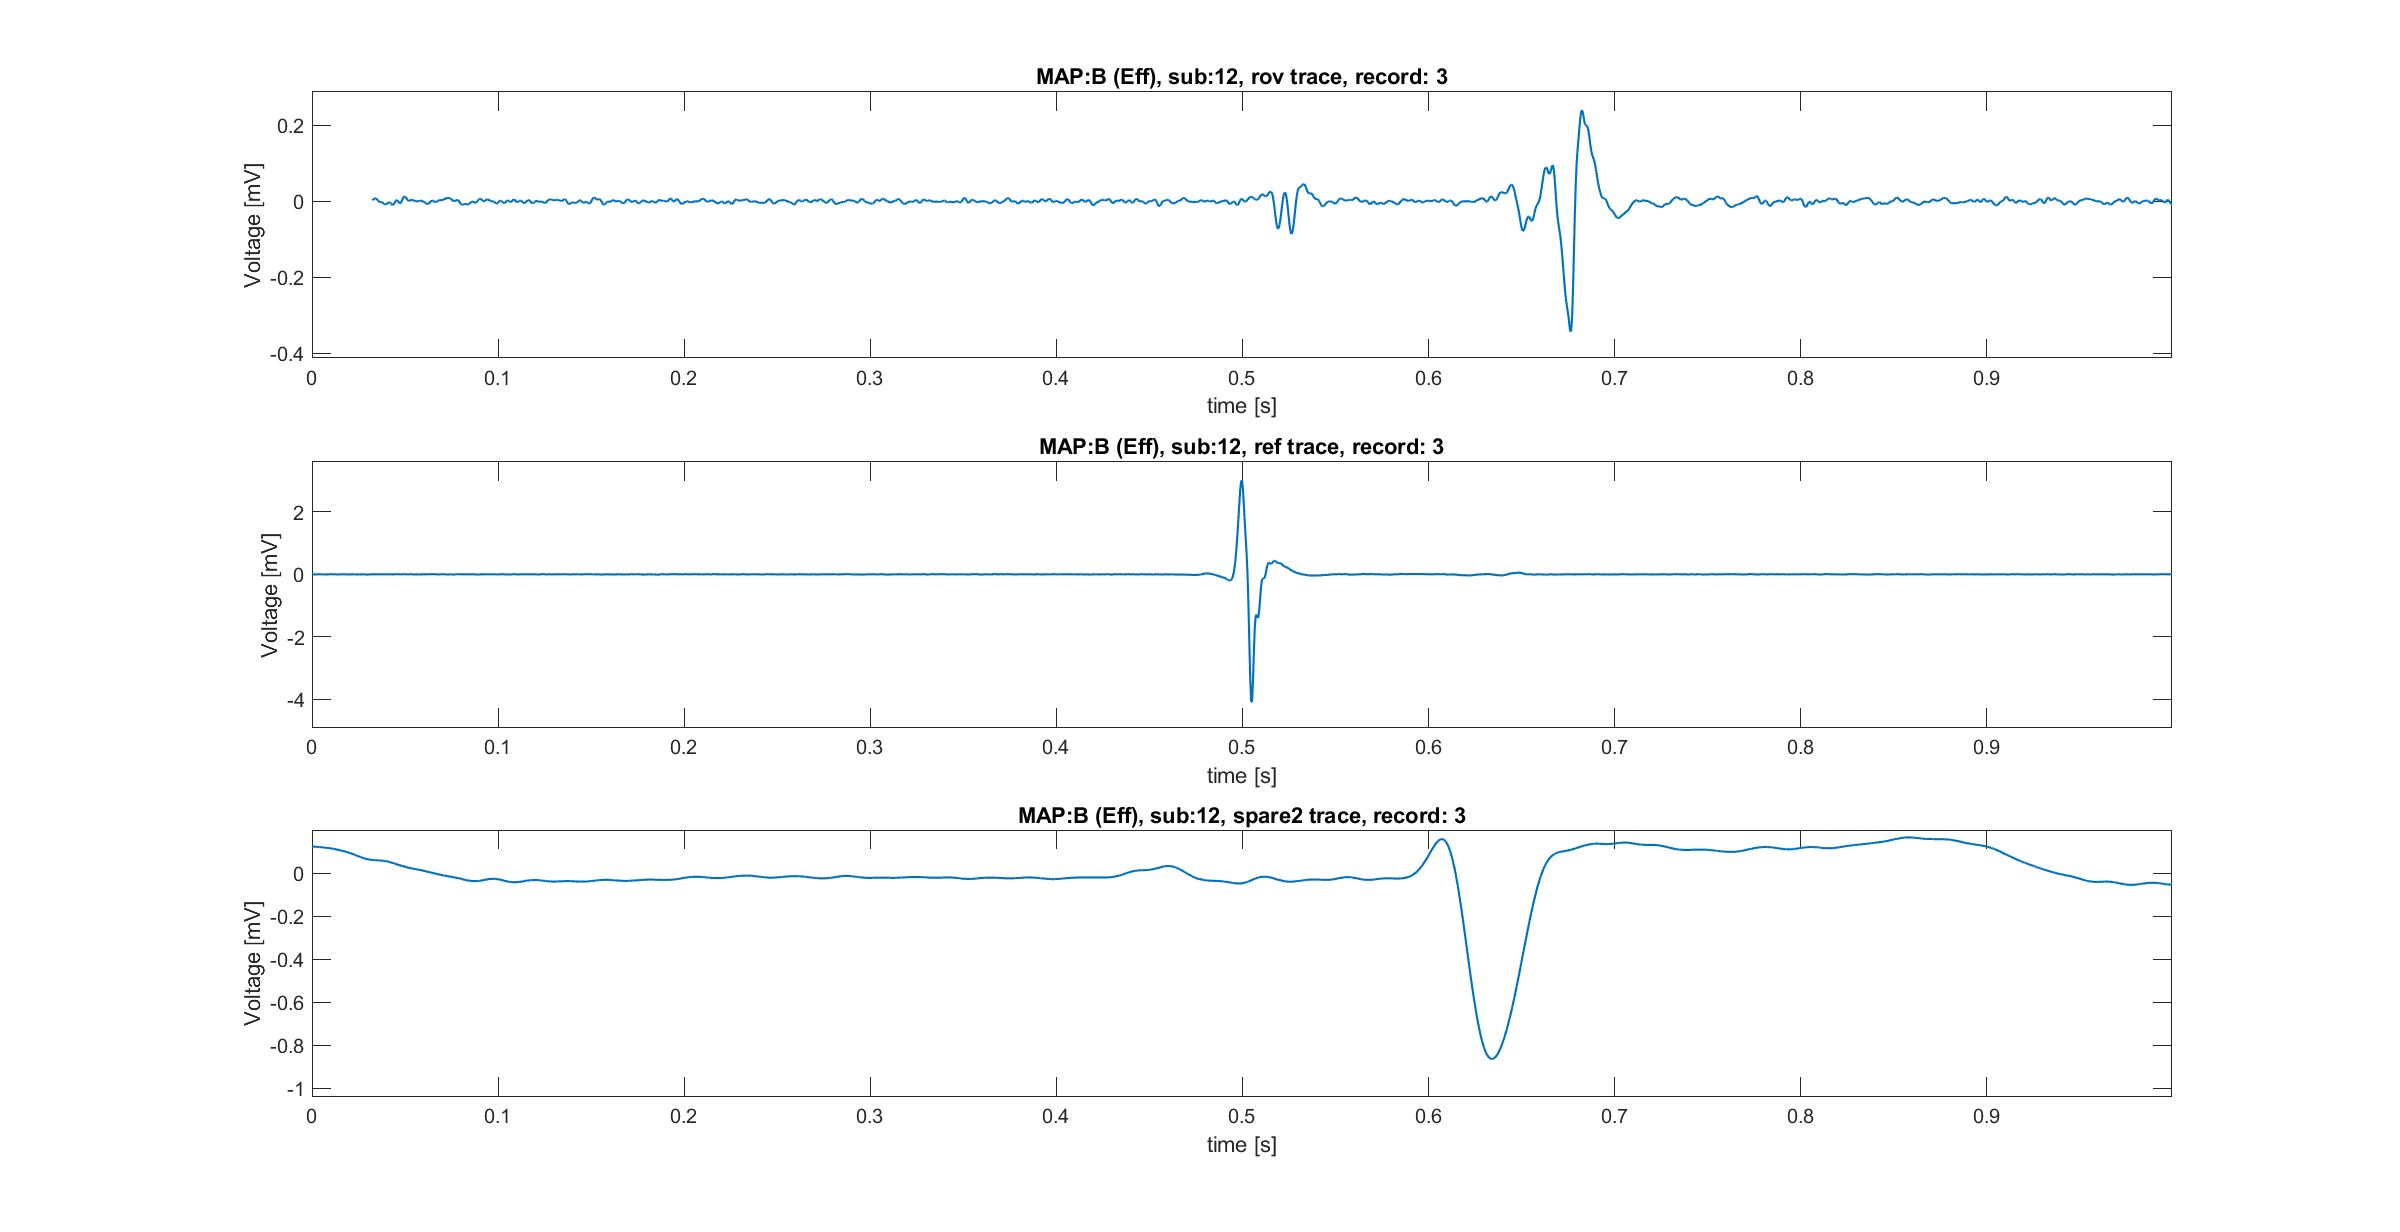 MAP:B (Eff), sub:12, rov trace, record: 3
Voltage [mV]
0.2
0
-0.2
-0.4
0 0.1 0.2 0.3 0.4 0.5 0.6 0.7 0.8 0.9
time [s]
MAP:B (Eff), sub:12, ref trace, record: 3
Voltage [mV]
2
0
-2
-4
0 0.1 0.2 0.3 0.4 0.5 0.6 0.7 0.8 0.9
time [s]
MAP:B (Eff), sub:12, spare2 trace, record: 3
Voltage [mV]
0
-0.2
-0.4
-0.6
-0.8
-1
0 0.1 0.2 0.3 0.4 0.5 0.6 0.7 0.8 0.9
time [s]